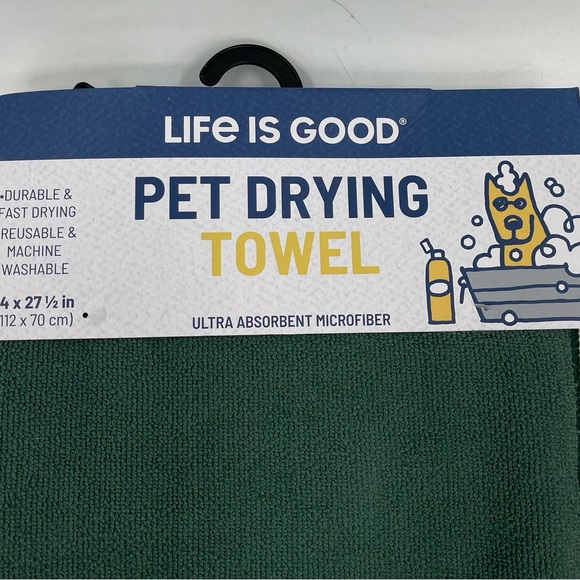 LIFe IS GOOD®
PET DRYING
TOWEL
•DURABLE &
FAST DRYING
REUSABLE &
MACHINE
WASHABLE
4 x 27 ½ in
112 x 70 cm)
ULTRA ABSORBENT MICROFIBER